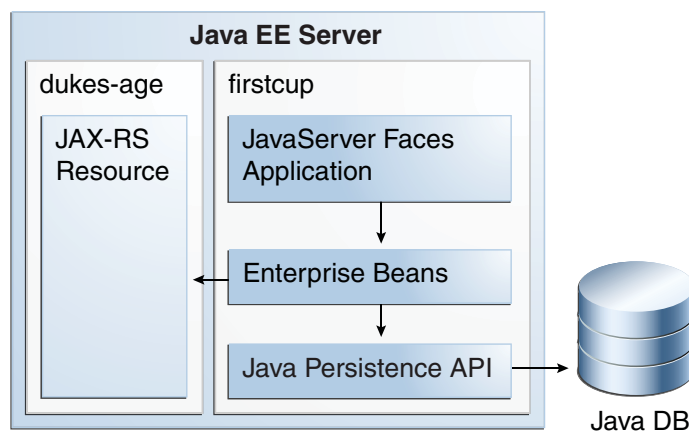 Java EE Server
dukes-age
firstcup
JAX-RS
Resource
JavaServer Faces
Application
Enterprise Beans
Java Persistence API
Java DB